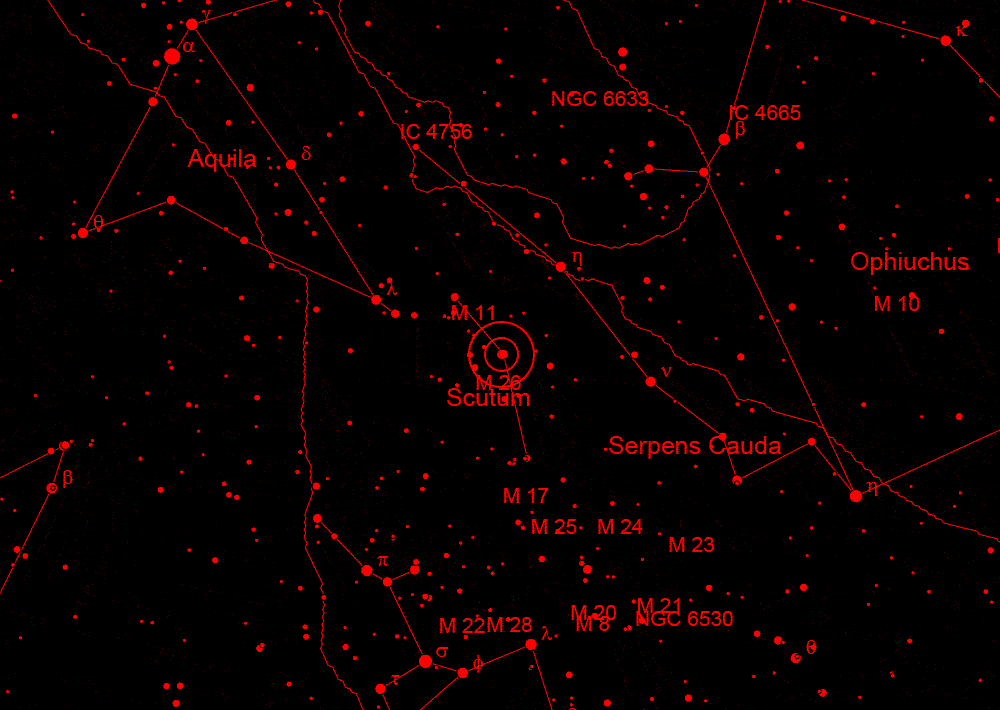 γ
κ
α
NGC 6633
IC 4665
β
IC 4756
Aquila
δ
θ
η
Ophiuchus
λ
M 10
M 11
ν
M 26
Scutum
Serpens Cauda
β
η
M 17
M 25
M 24
M 23
π
M 20
M 21
M 22
M 28
M 8
NGC 6530
λ
σ
φ
θ
τ